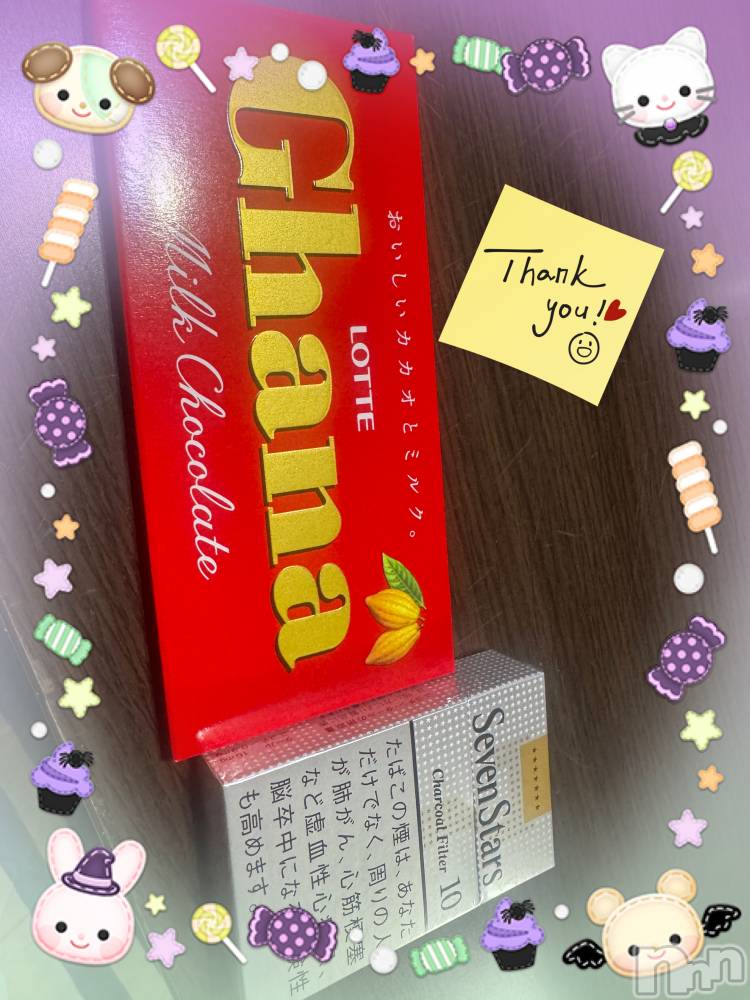 Ghana
Milk Chocolate
LOTTE
おいしいカカオとミルク。
Thank
you!
SevenStars
Charcoal Filter 10
たばこの煙は、あなた
だけでなく、周りの人
が肺がん、心筋梗塞
など虚血性心
脳卒中にな
も高めます。